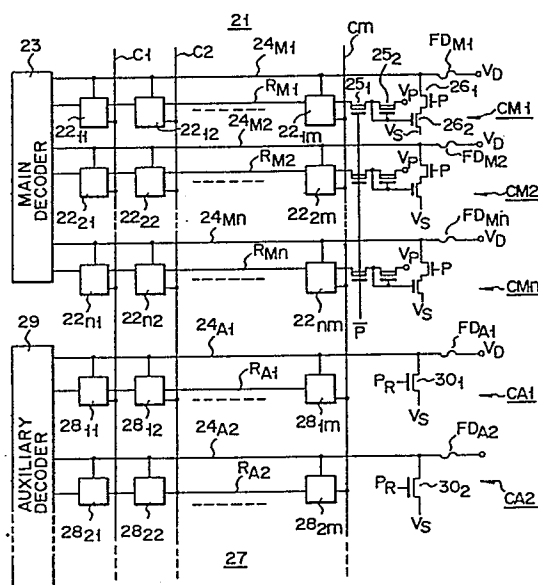 21
23
C1
C2
Cm
24M1
25₁
25₂
FDM1
VD
26₁
RM1
VP
P
CM1
22₁₁
22₁₂
22₁m
26₂
VS
24M2
FDM2
VD
RM2
VP
P
CM2
22₂₁
22₂₂
22₂m
VS
24Mn
FDMn
VD
RMn
VP
P
CMn
22n1
22n2
22nm
VS
P̅
MAIN DECODER
29
24A1
FDA1
VD
RA1
PR
30₁
CA1
28₁₁
28₁₂
28₁m
VS
24A2
FDA2
RA2
PR
30₂
CA2
28₂₁
28₂₂
28₂m
VS
AUXILIARY DECODER
27